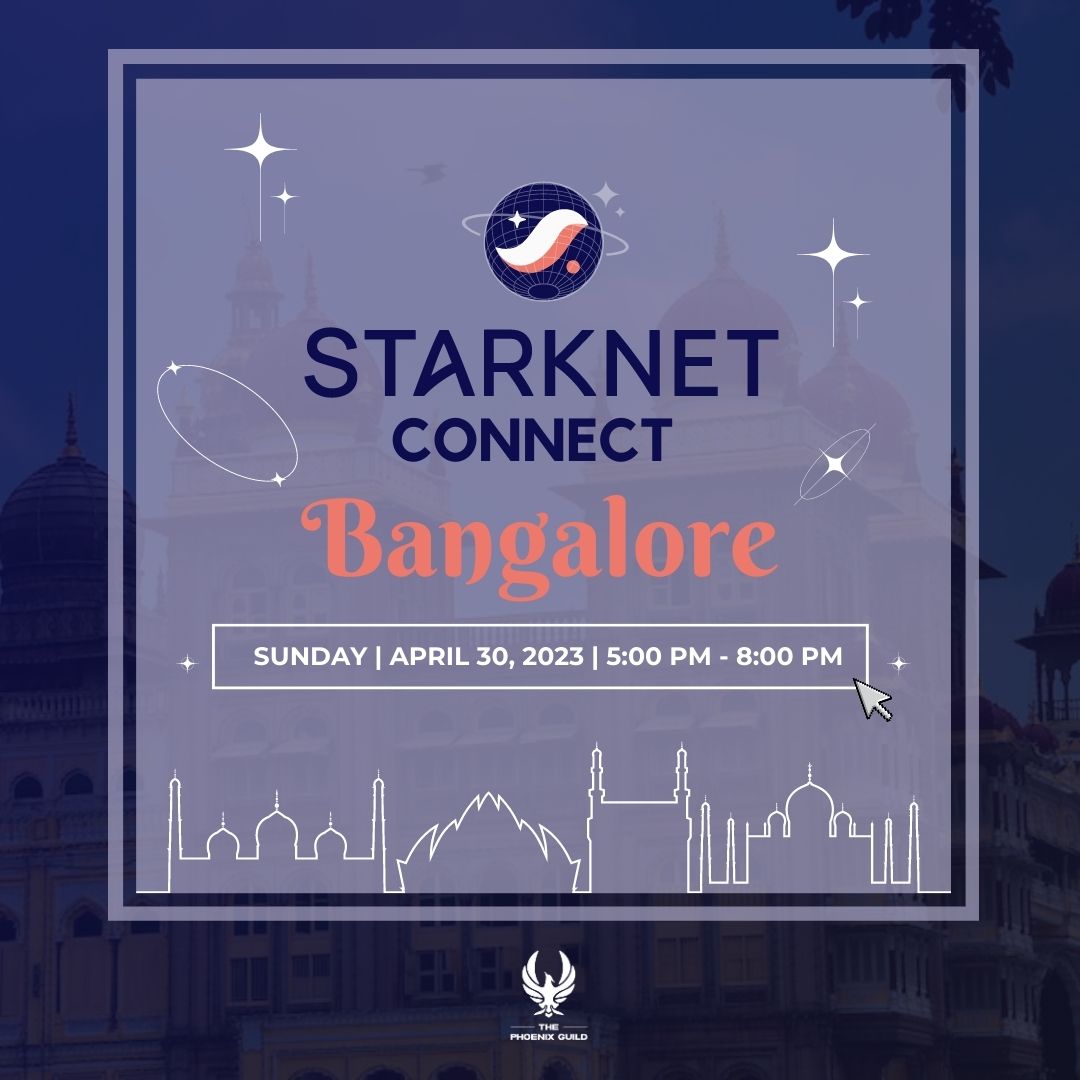 STARKNET
CONNECT
Bangalore
SUNDAY | APRIL 30, 2023 | 5:00 PM - 8:00 PM
THE
PHOENIX GUILD